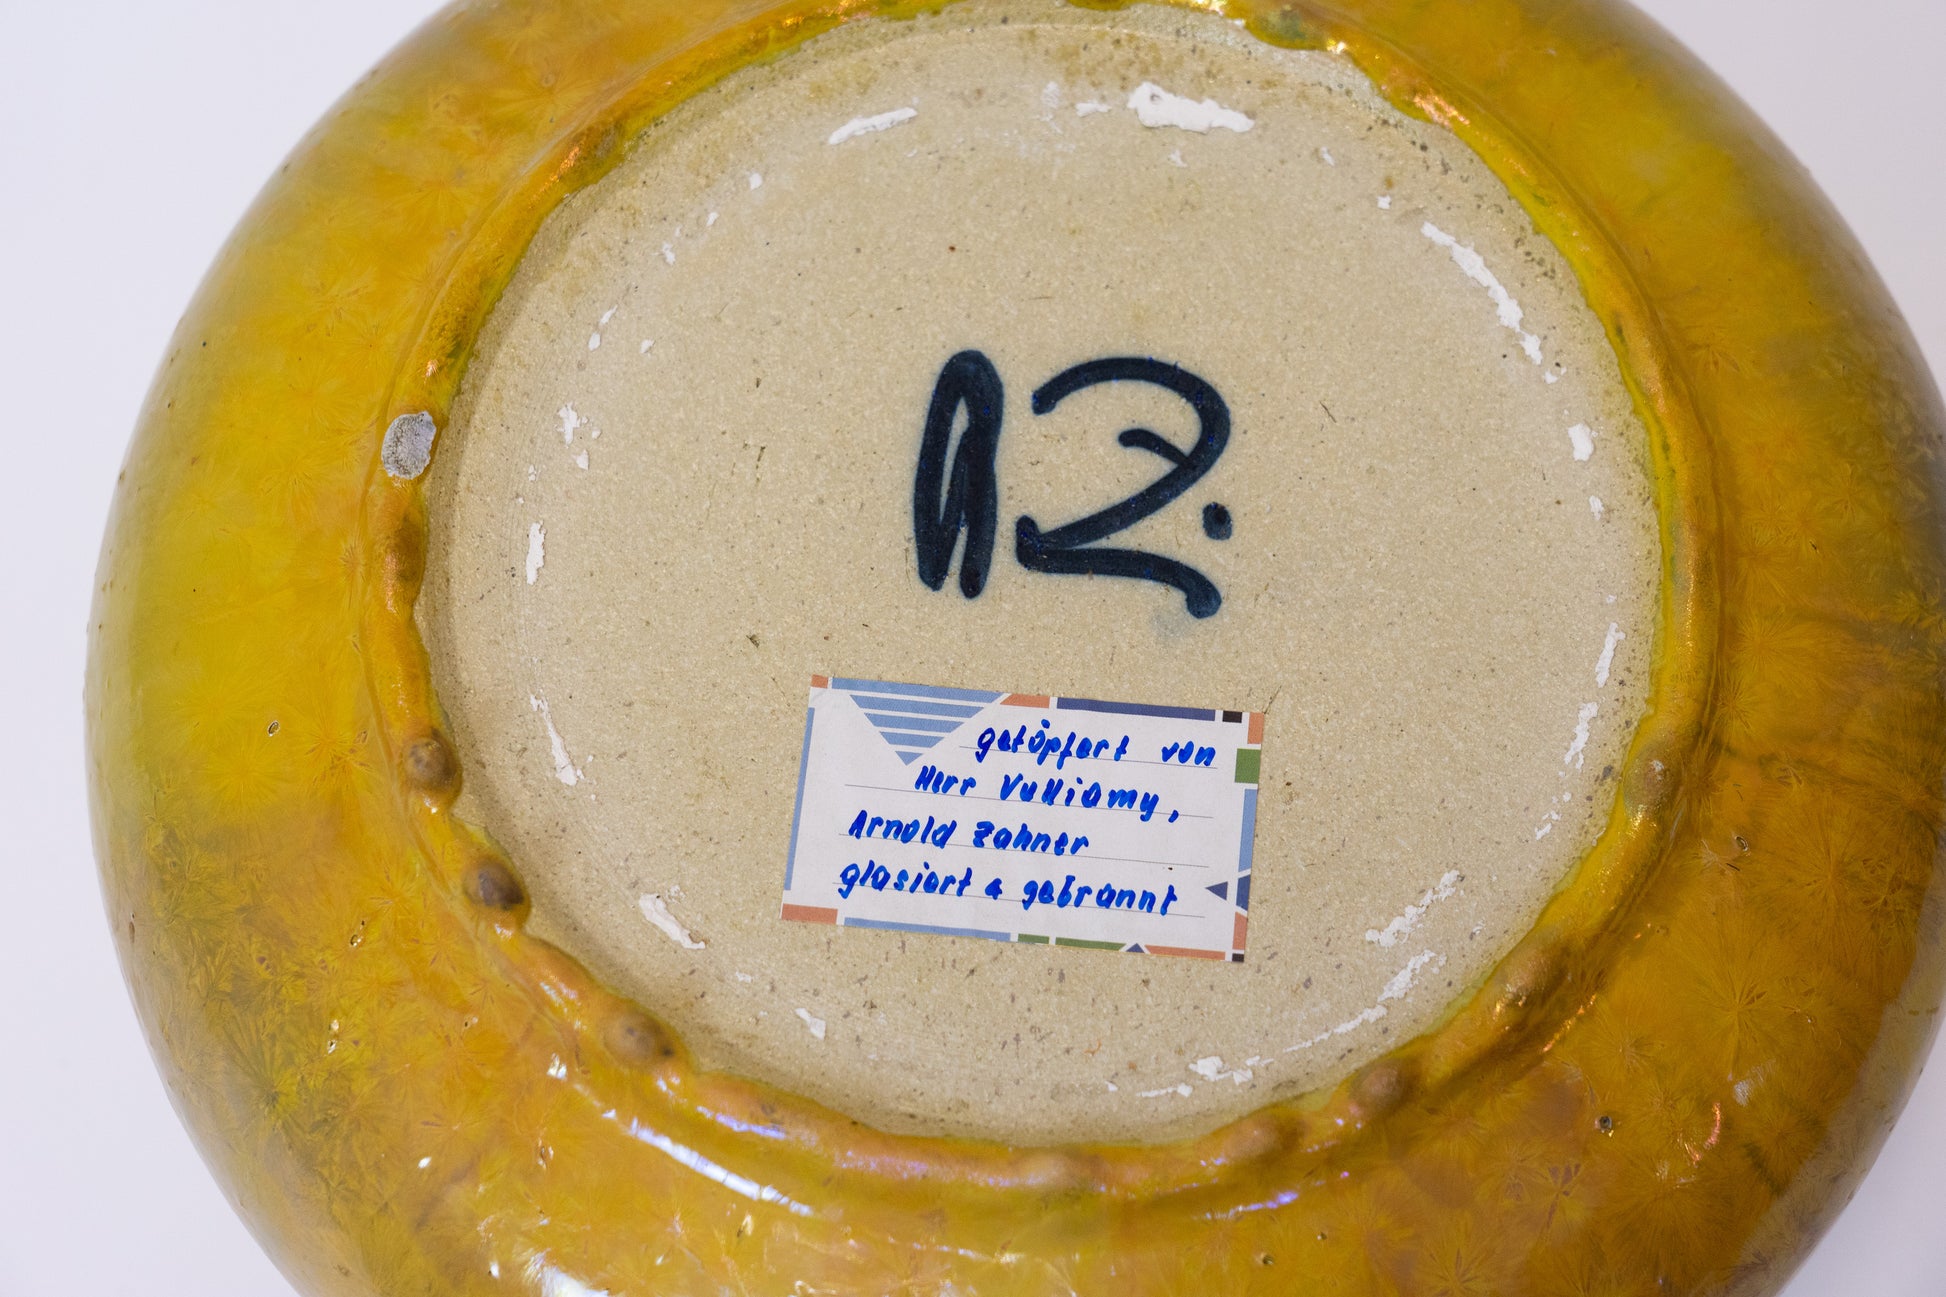 AZ.
getöpfert von
Herr Vulliamy,
Arnold Zahner
glasiert & gebrannt